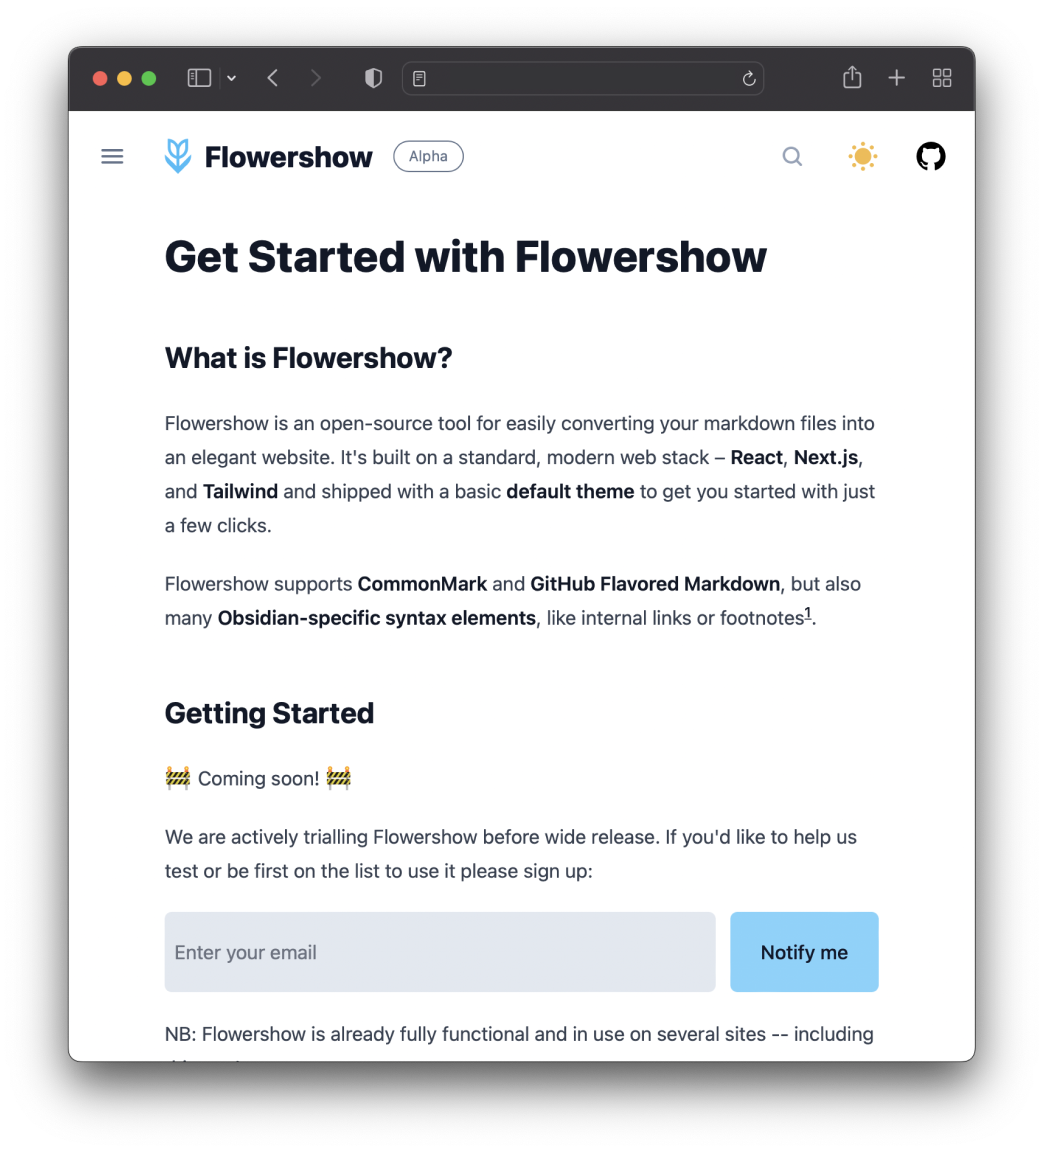 Flowershow Alpha
Get Started with Flowershow
What is Flowershow?
Flowershow is an open-source tool for easily converting your markdown files into
an elegant website. It's built on a standard, modern web stack – React, Next.js,
and Tailwind and shipped with a basic default theme to get you started with just
a few clicks.
Flowershow supports CommonMark and GitHub Flavored Markdown, but also
many Obsidian-specific syntax elements, like internal links or footnotes1.
Getting Started
🚧 Coming soon! 🚧
We are actively trialling Flowershow before wide release. If you'd like to help us
test or be first on the list to use it please sign up:
Enter your email Notify me
NB: Flowershow is already fully functional and in use on several sites -- including